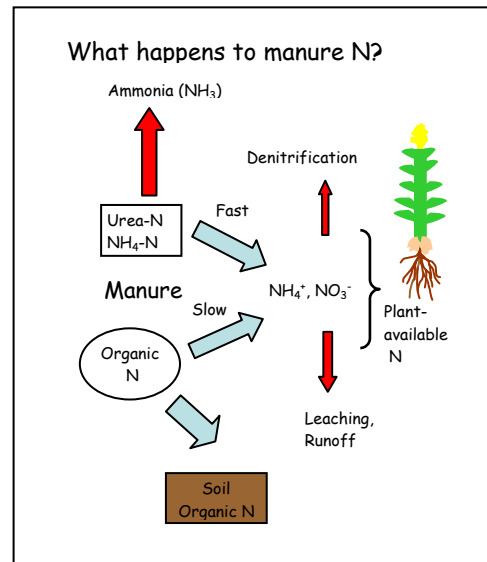 What happens to manure N?
Ammonia (NH₃)
Denitrification
Urea-N
NH₄-N
Fast
Manure
NH₄⁺, NO₃⁻
Slow
Plant-
available
N
Organic
N
Leaching,
Runoff
Soil
Organic N